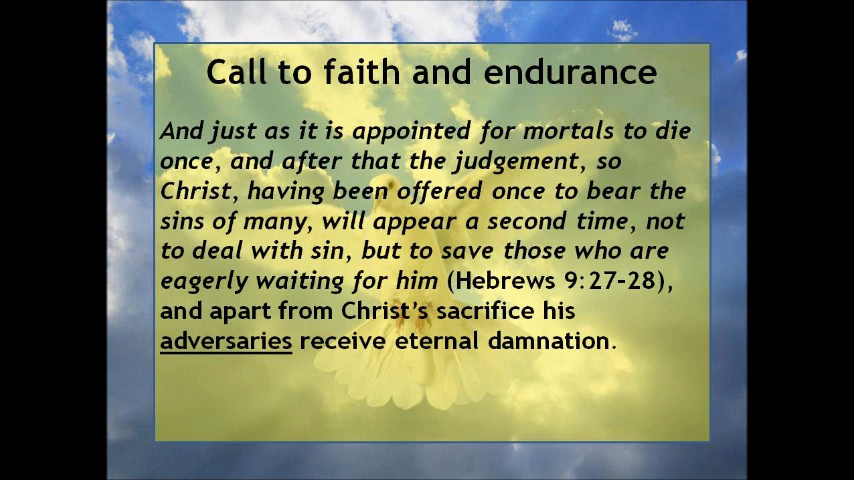 Call to faith and endurance
And just as it is appointed for mortals to die
once, and after that the judgement, so
Christ, having been offered once to bear the
sins of many, will appear a second time, not
to deal with sin, but to save those who are
eagerly waiting for him (Hebrews 9:27-28),
and apart from Christ's sacrifice his
adversaries receive eternal damnation.